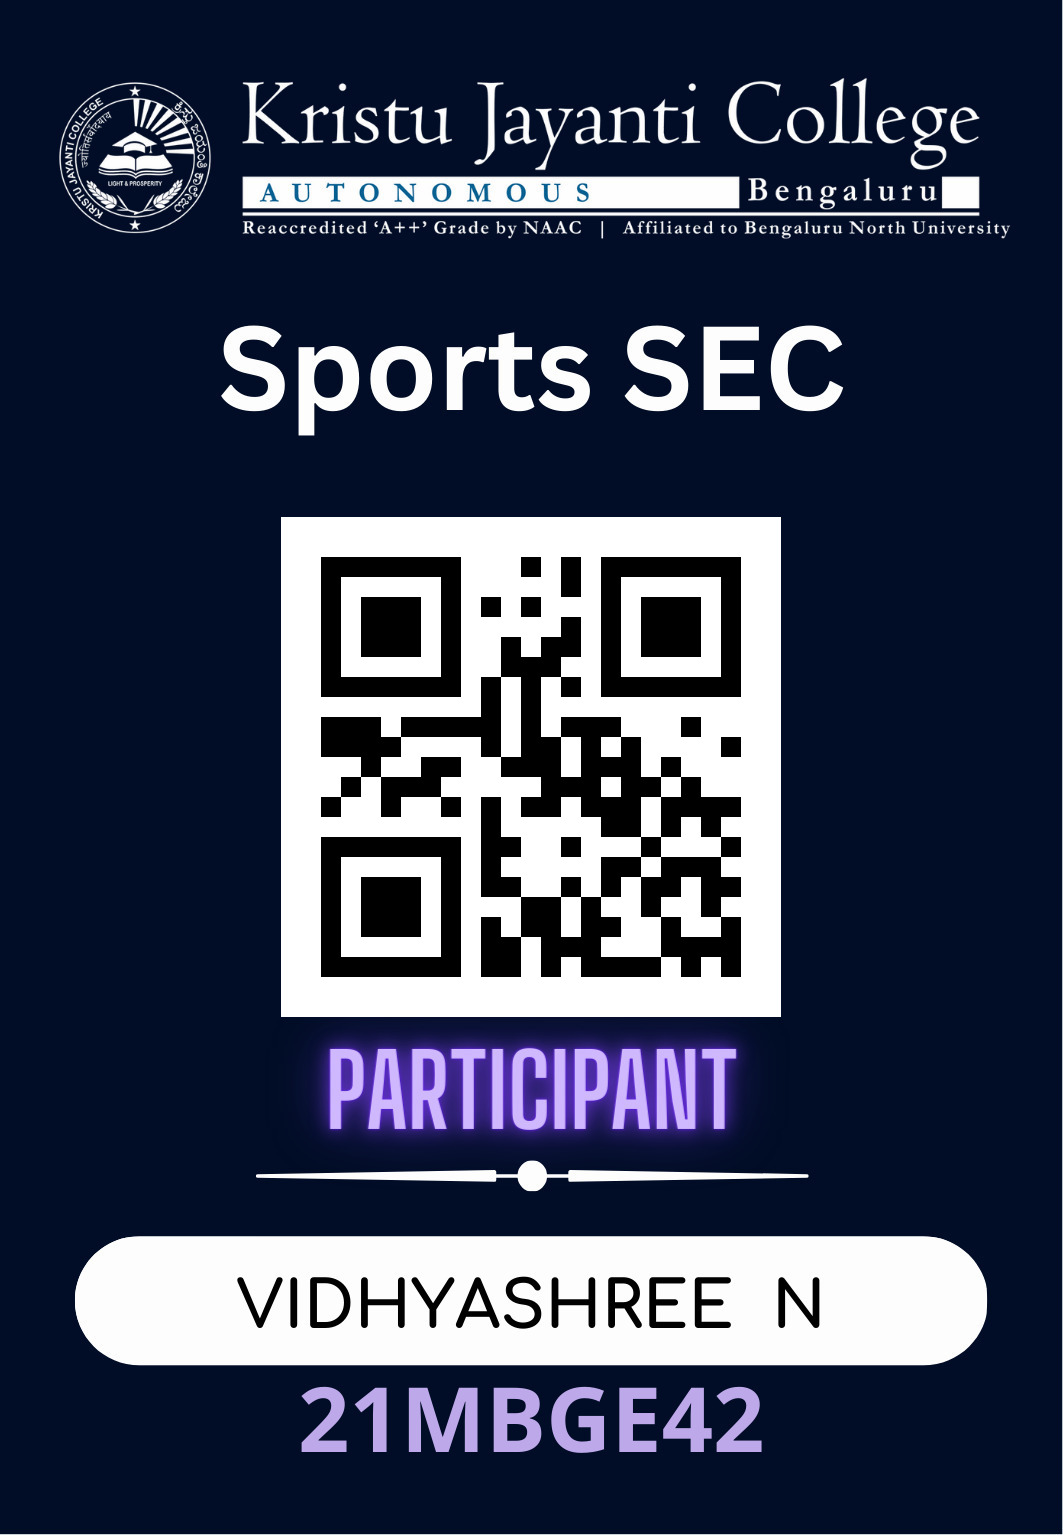 KRISTU JAYANTI COLLEGE
LIGHT & PROSPERITY
Kristu Jayanti College
AUTONOMOUS Bengaluru
Reaccredited ‘A++’ Grade by NAAC | Affiliated to Bengaluru North University
Sports SEC
PARTICIPANT
VIDHYASHREE N
21MBGE42